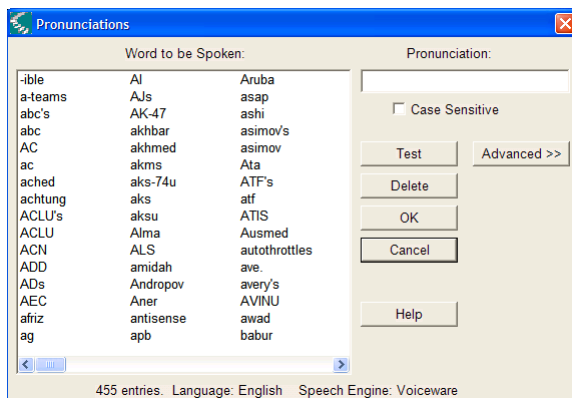 Pronunciations
Word to be Spoken:
Pronunciation:
-ible AI Aruba
a-teams AJs asap
abc's AK-47 ashi
abc akhbar asimov's
AC akhmed asimov
ac akms Ata
ached aks-74u ATF's
achtung aks atf
ACLU's aksu ATIS
ACLU Alma Ausmed
ACN ALS autothrottles
ADD amidah ave.
ADs Andropov avery's
AEC Aner AVINU
afriz antisense awad
ag apb babur
Case Sensitive
Test
Advanced >>
Delete
OK
Cancel
Help
455 entries. Language: English Speech Engine: Voiceware